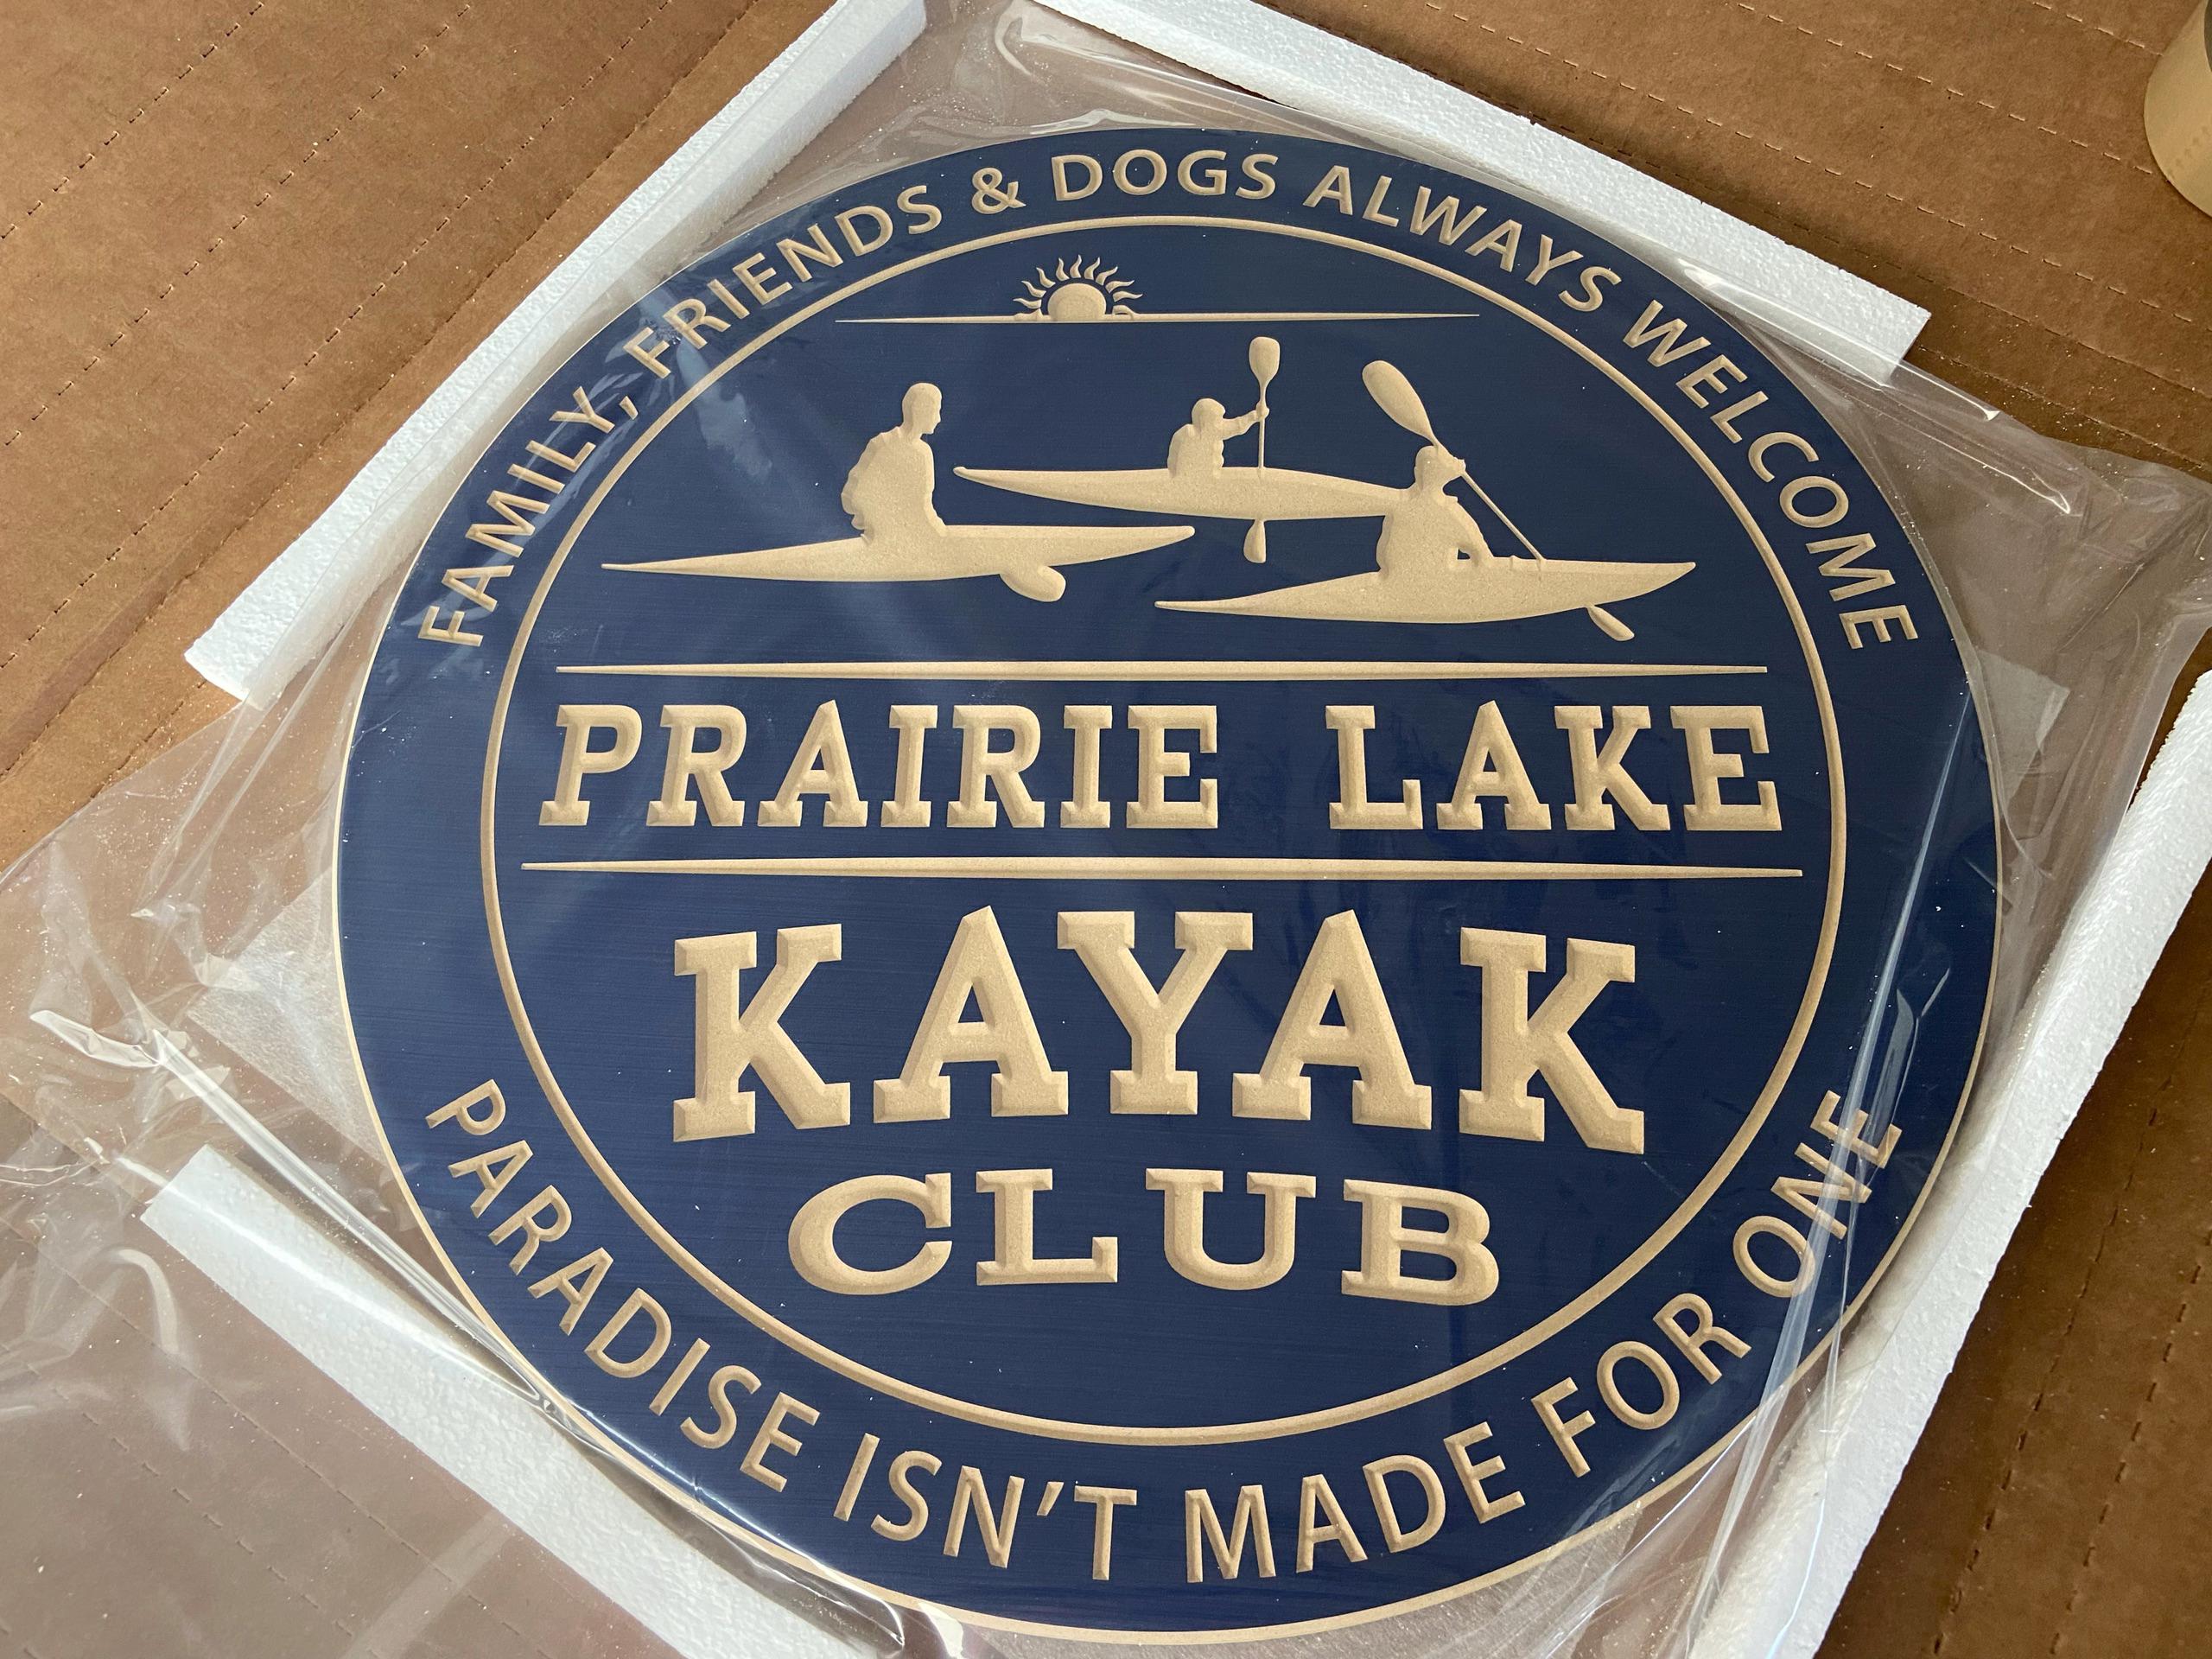 FAMILY, FRIENDS & DOGS ALWAYS WELCOME
PRAIRIE LAKE
KAYAK
CLUB
PARADISE ISN'T MADE FOR ONE